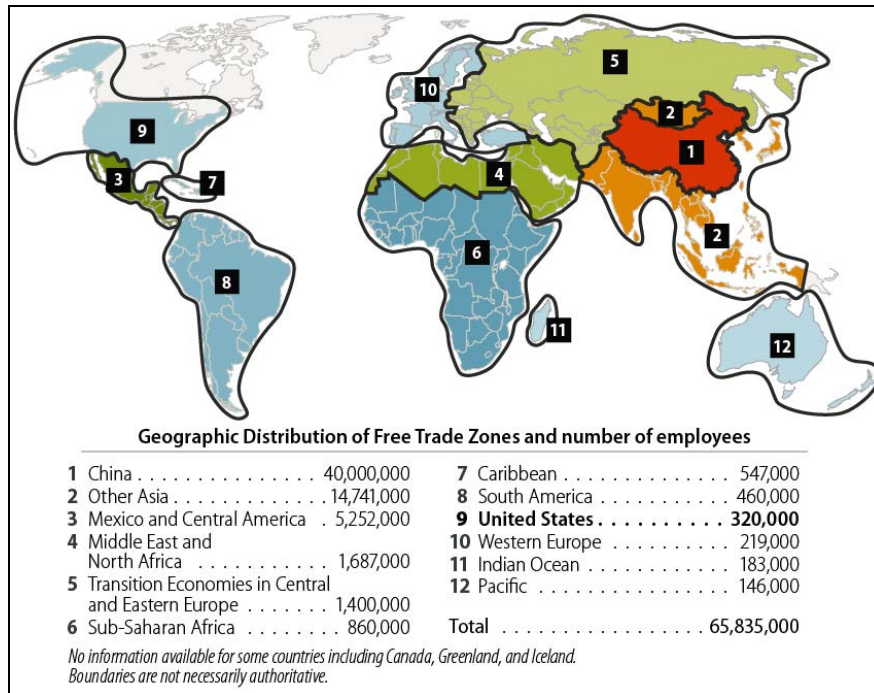 10
5
9
2
1
3
7
4
2
6
8
11
12
Geographic Distribution of Free Trade Zones and number of employees
1 China . . . . . . . . . . . . . . 40,000,000
2 Other Asia . . . . . . . . . . . 14,741,000
3 Mexico and Central America . 5,252,000
4 Middle East and
North Africa . . . . . . . . . . 1,687,000
5 Transition Economies in Central
and Eastern Europe . . . . . . . 1,400,000
6 Sub-Saharan Africa . . . . . . . . 860,000
7 Caribbean . . . . . . . . . . . . . . 547,000
8 South America . . . . . . . . . . . 460,000
9 United States . . . . . . . . . . 320,000
10 Western Europe . . . . . . . . . . 219,000
11 Indian Ocean . . . . . . . . . . . . 183,000
12 Pacific . . . . . . . . . . . . . . . . 146,000
Total . . . . . . . . . . . . . . . . 65,835,000
No information available for some countries including Canada, Greenland, and Iceland.
Boundaries are not necessarily authoritative.